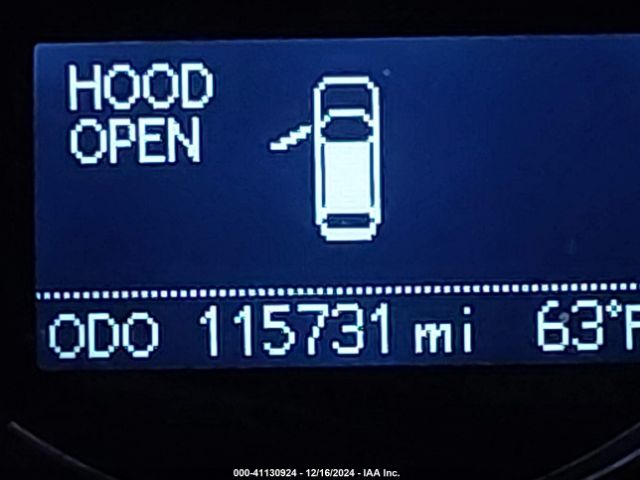 HOOD
OPEN
ODO 115731 mi 63°F
000-41130924 - 12/16/2024 - IAA Inc.